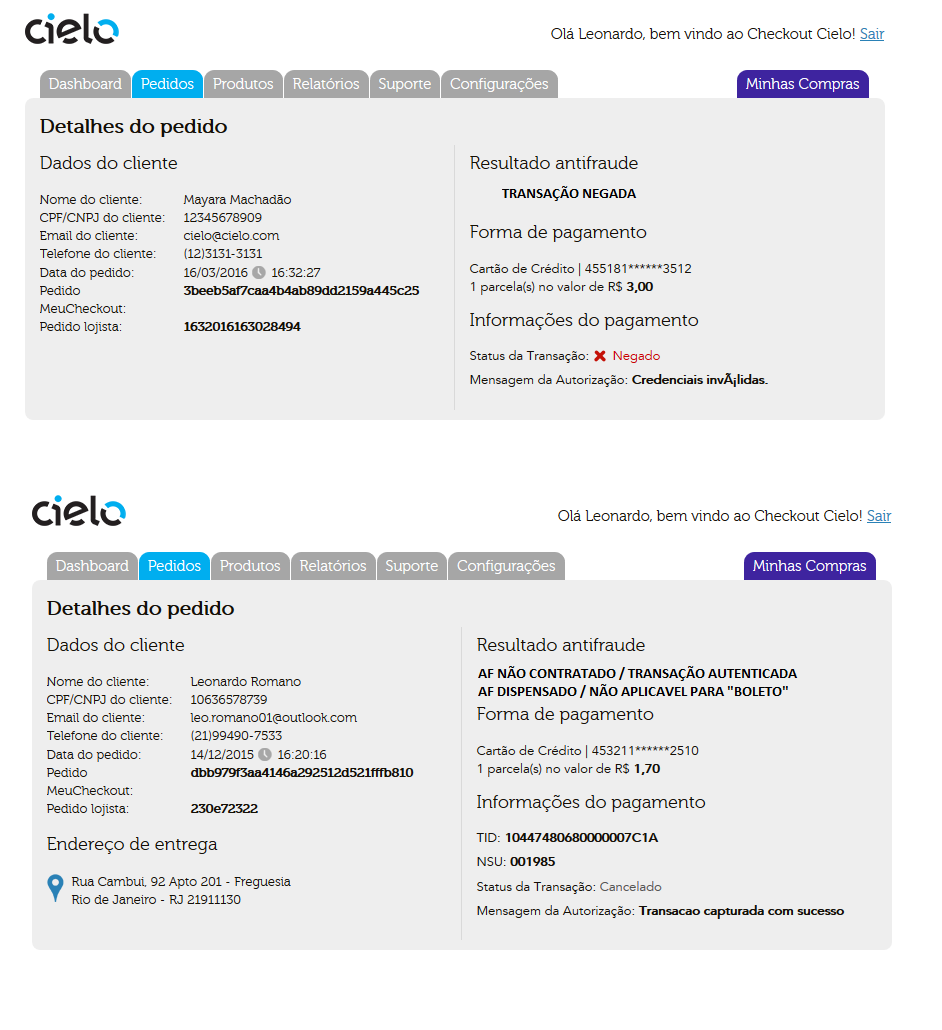 cielo
Olá Leonardo, bem vindo ao Checkout Cielo! Sair
Dashboard Pedidos Produtos Relatórios Suporte Configurações Minhas Compras
Detalhes do pedido
Dados do cliente
Nome do cliente: Mayara Machadão
CPF/CNPJ do cliente: 12345678909
Email do cliente: cielo@cielo.com
Telefone do cliente: (12)3131-3131
Data do pedido: 16/03/2016 16:32:27
Pedido 3beeb5af7caa4b4ab89dd2159a445c25
MeuCheckout:
Pedido lojista: 1632016163028494
Resultado antifraude
TRANSAÇÃO NEGADA
Forma de pagamento
Cartão de Crédito | 455181******3512
1 parcela(s) no valor de R$ 3,00
Informações do pagamento
Status da Transação: Negado
Mensagem da Autorização: Credenciais invÃ¡lidas.
cielo
Olá Leonardo, bem vindo ao Checkout Cielo! Sair
Dashboard Pedidos Produtos Relatórios Suporte Configurações Minhas Compras
Detalhes do pedido
Dados do cliente
Nome do cliente: Leonardo Romano
CPF/CNPJ do cliente: 10636578739
Email do cliente: leo.romano01@outlook.com
Telefone do cliente: (21)99490-7533
Data do pedido: 14/12/2015 16:20:16
Pedido dbb979f3aa4146a292512d521fffb810
MeuCheckout:
Pedido lojista: 230e72322
Endereço de entrega
Rua Cambui, 92 Apto 201 - Freguesia
Rio de Janeiro - RJ 21911130
Resultado antifraude
AF NÃO CONTRATADO / TRANSAÇÃO AUTENTICADA
AF DISPENSADO / NÃO APLICAVEL PARA "BOLETO"
Forma de pagamento
Cartão de Crédito | 453211******2510
1 parcela(s) no valor de R$ 1,70
Informações do pagamento
TID: 10447480680000007C1A
NSU: 001985
Status da Transação: Cancelado
Mensagem da Autorização: Transacao capturada com sucesso